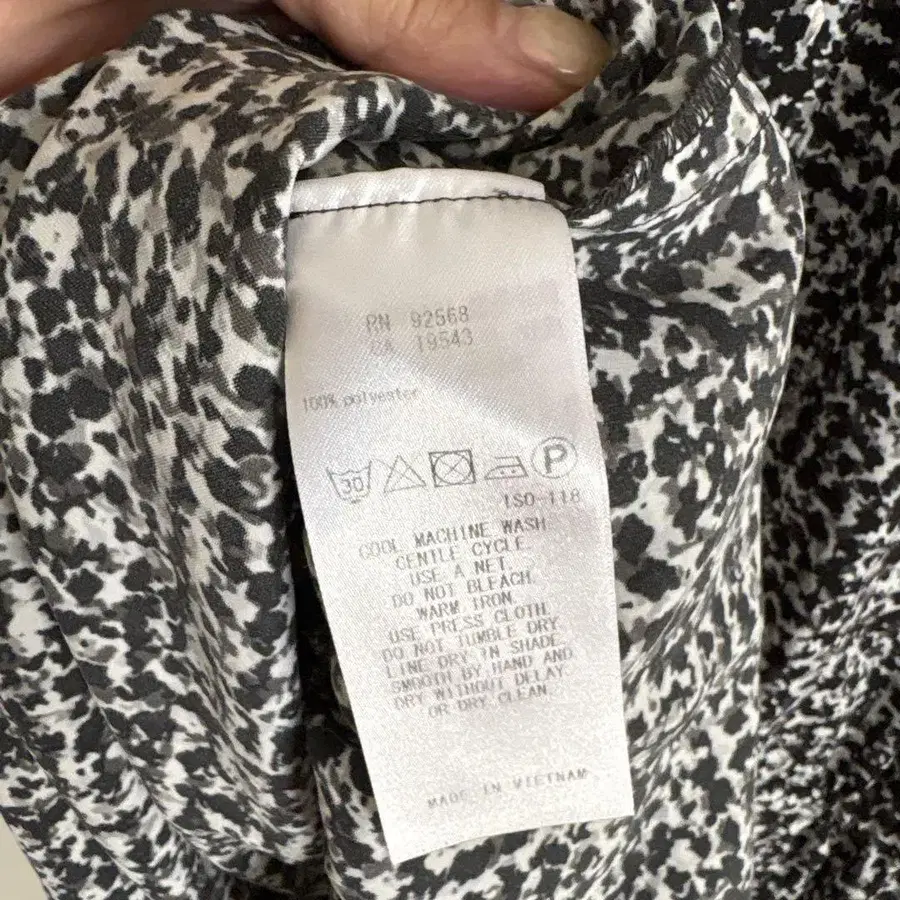 RN 92568
CA 19543
100% polyester
30 P
ISO-118
COOL MACHINE WASH
GENTLE CYCLE.
USE A NET.
DO NOT BLEACH.
WARM IRON.
USE PRESS CLOTH.
DO NOT TUMBLE DRY.
LINE DRY IN SHADE.
SMOOTH BY HAND AND
DRY WITHOUT DELAY
OR DRY CLEAN.
MADE IN VIETNAM